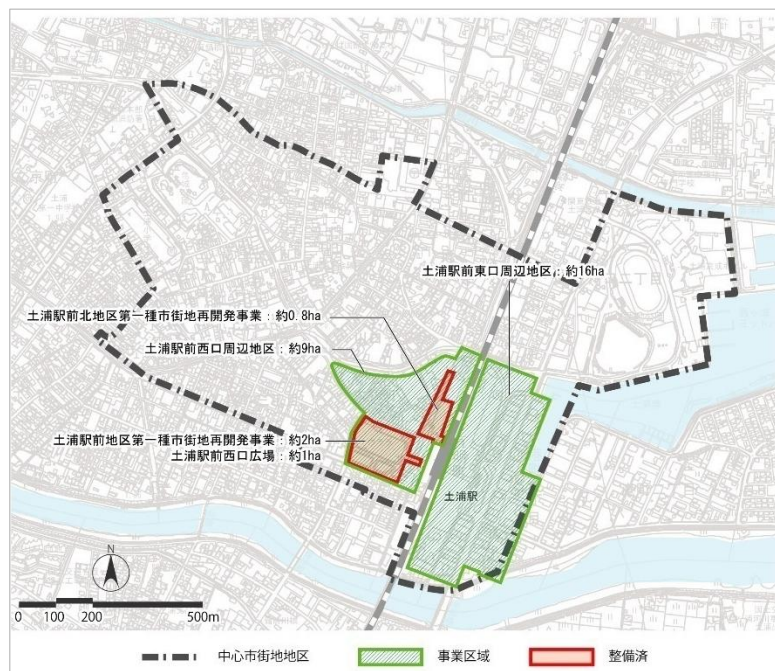 土浦駅前東口周辺地区：約16ha
土浦駅前北地区第一種市街地再開発事業：約0.8ha
土浦駅前西口周辺地区：約9ha
土浦駅前地区第一種市街地再開発事業：約2ha
土浦駅前西口広場：約1ha
土浦駅
N
0 100 200 500m
中心市街地地区
事業区域
整備済